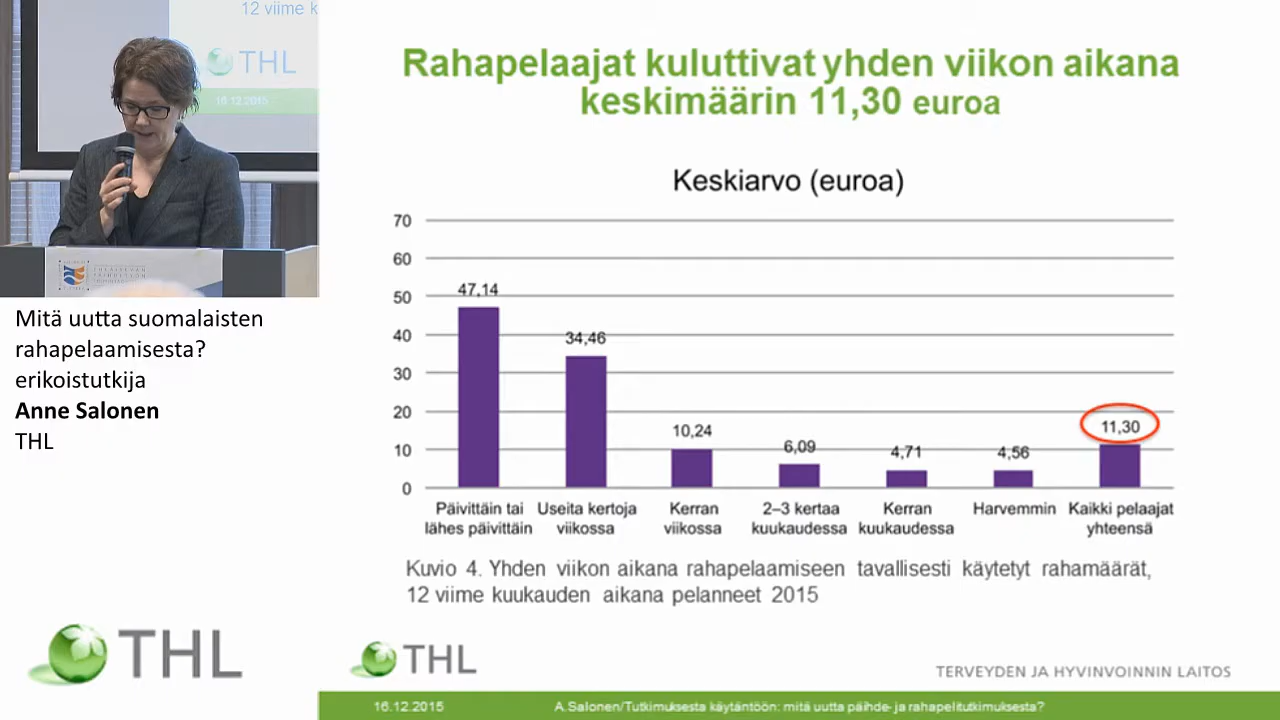 12 viime k
THL
16.12.2015
Mitä uutta suomalaisten
rahapelaamisesta?
erikoistutkija
Anne Salonen
THL
THL
Rahapelaajat kuluttivat yhden viikon aikana
keskimäärin 11,30 euroa
Keskiarvo (euroa)
70
60
50
40
30
20
10
0
47,14
34,46
10,24
6,09
4,71
4,56
11,30
Päivittäin tai
lähes päivittäin
Useita kertoja
viikossa
Kerran
viikossa
2–3 kertaa
kuukaudessa
Kerran
kuukaudessa
Harvemmin
Kaikki pelaajat
yhteensä
Kuvio 4. Yhden viikon aikana rahapelaamiseen tavallisesti käytetyt rahamäärät,
12 viime kuukauden aikana pelanneet 2015
THL
TERVEYDEN JA HYVINVOINNIN LAITOS
16.12.2015
A.Salonen/Tutkimuksesta käytäntöön: mitä uutta päihde- ja rahapelitutkimuksesta?